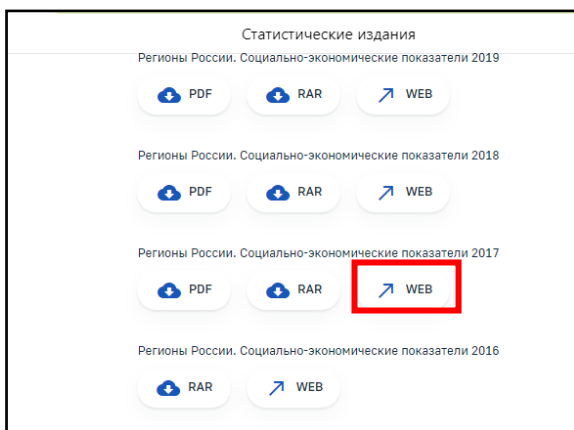 Статистические издания
Регионы России. Социально-экономические показатели 2019
PDF RAR WEB
Регионы России. Социально-экономические показатели 2018
PDF RAR WEB
Регионы России. Социально-экономические показатели 2017
PDF RAR WEB
Регионы России. Социально-экономические показатели 2016
RAR WEB